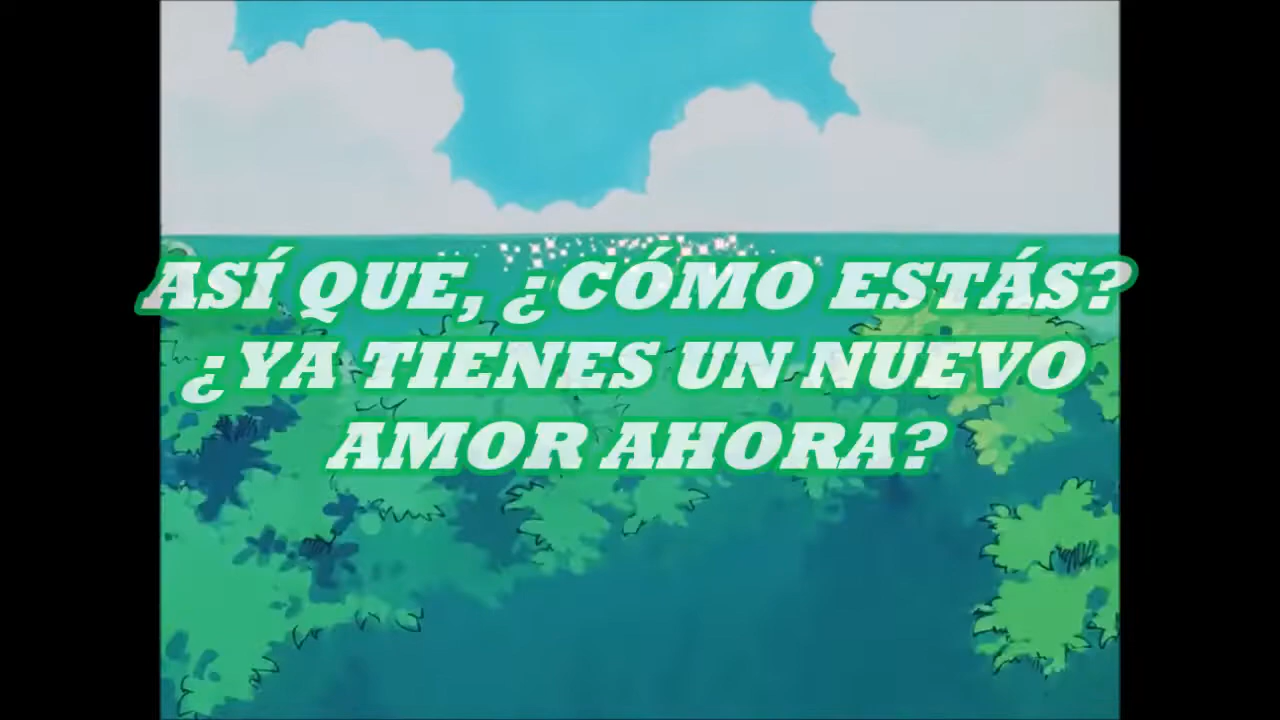 ASÍ QUE, ¿CÓMO ESTÁS?
¿YA TIENES UN NUEVO
AMOR AHORA?